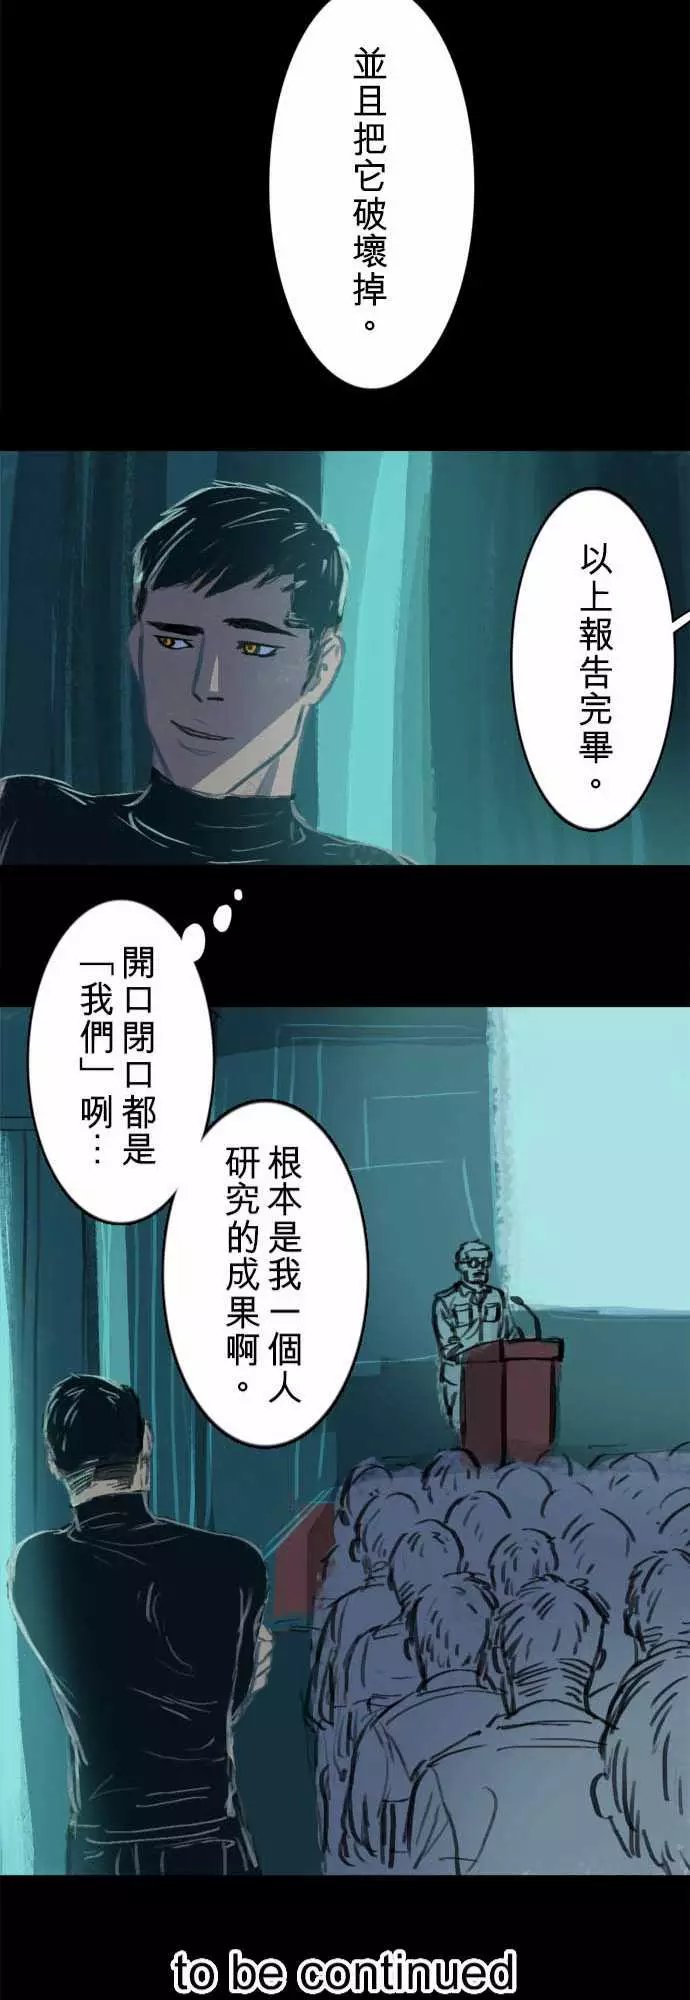 並且把它破壞掉。
以上報告完畢。
開口閉口都是
「我們」咧…
根本是我一個人
研究的成果啊。
to be continued